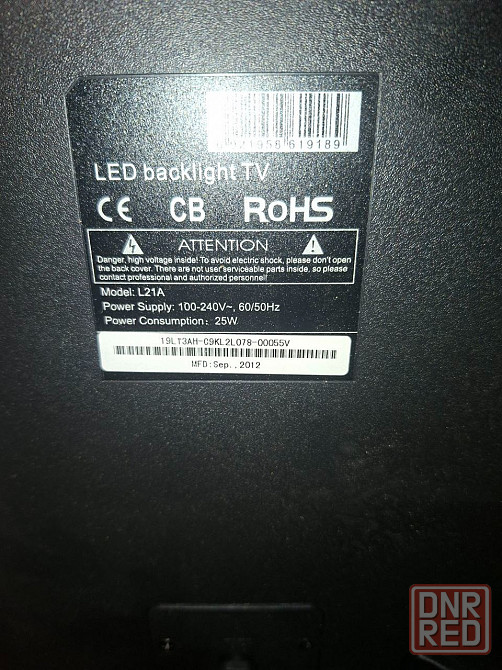 619189
LED backlight TV
CE CB RoHS
ATTENTION
Danger, high voltage inside! To avoid electric shock, please don't open
the back cover. There are not user serviceable parts inside, so please
contact professional and authorized personnel!
Model: L21A
Power Supply: 100-240V~, 60/50Hz
Power Consumption: 25W
19LT3AH-C9KL2L078-00055V
MFD:Sep.,2012
DNR
RED